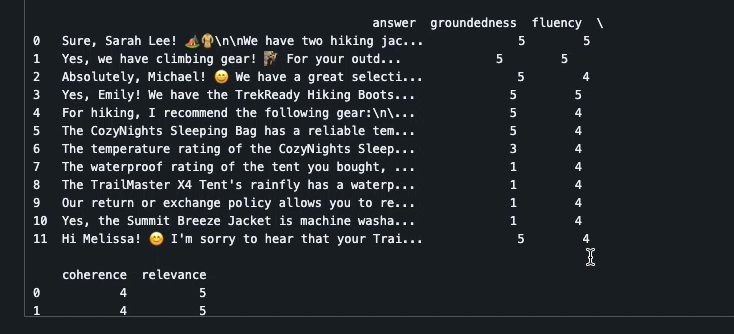 answer groundedness fluency \
0 Sure, Sarah Lee! 🏕️🧥\n\nWe have two hiking jac... 5 5
1 Yes, we have climbing gear! 🧗 For your outd... 5 5
2 Absolutely, Michael! 😊 We have a great selecti... 5 4
3 Yes, Emily! We have the TrekReady Hiking Boots... 5 5
4 For hiking, I recommend the following gear:\n\... 5 4
5 The CozyNights Sleeping Bag has a reliable tem... 5 4
6 The temperature rating of the CozyNights Sleep... 3 4
7 The waterproof rating of the tent you bought, ... 1 4
8 The TrailMaster X4 Tent's rainfly has a waterp... 1 4
9 Our return or exchange policy allows you to re... 1 4
10 Yes, the Summit Breeze Jacket is machine washa... 1 4
11 Hi Melissa! 😊 I'm sorry to hear that your Trai... 5 4
coherence relevance
0 4 5
1 4 5